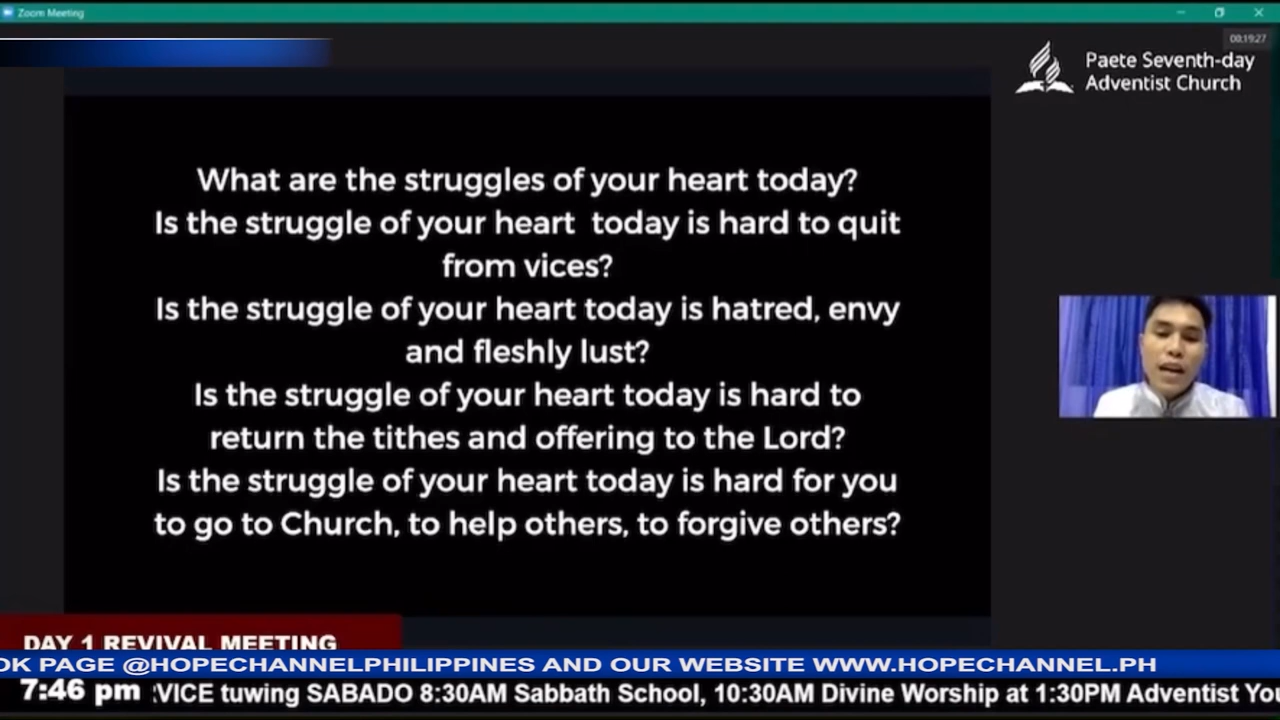 Zoom Meeting
00:19:27
Paete Seventh-day
Adventist Church
What are the struggles of your heart today?
Is the struggle of your heart today is hard to quit
from vices?
Is the struggle of your heart today is hatred, envy
and fleshly lust?
Is the struggle of your heart today is hard to
return the tithes and offering to the Lord?
Is the struggle of your heart today is hard for you
to go to Church, to help others, to forgive others?
DAY 1 REVIVAL MEETING
OK PAGE @HOPECHANNELPHILIPPINES AND OUR WEBSITE WWW.HOPECHANNEL.PH
7:46 pm
VICE tuwing SABADO 8:30AM Sabbath School, 10:30AM Divine Worship at 1:30PM Adventist You